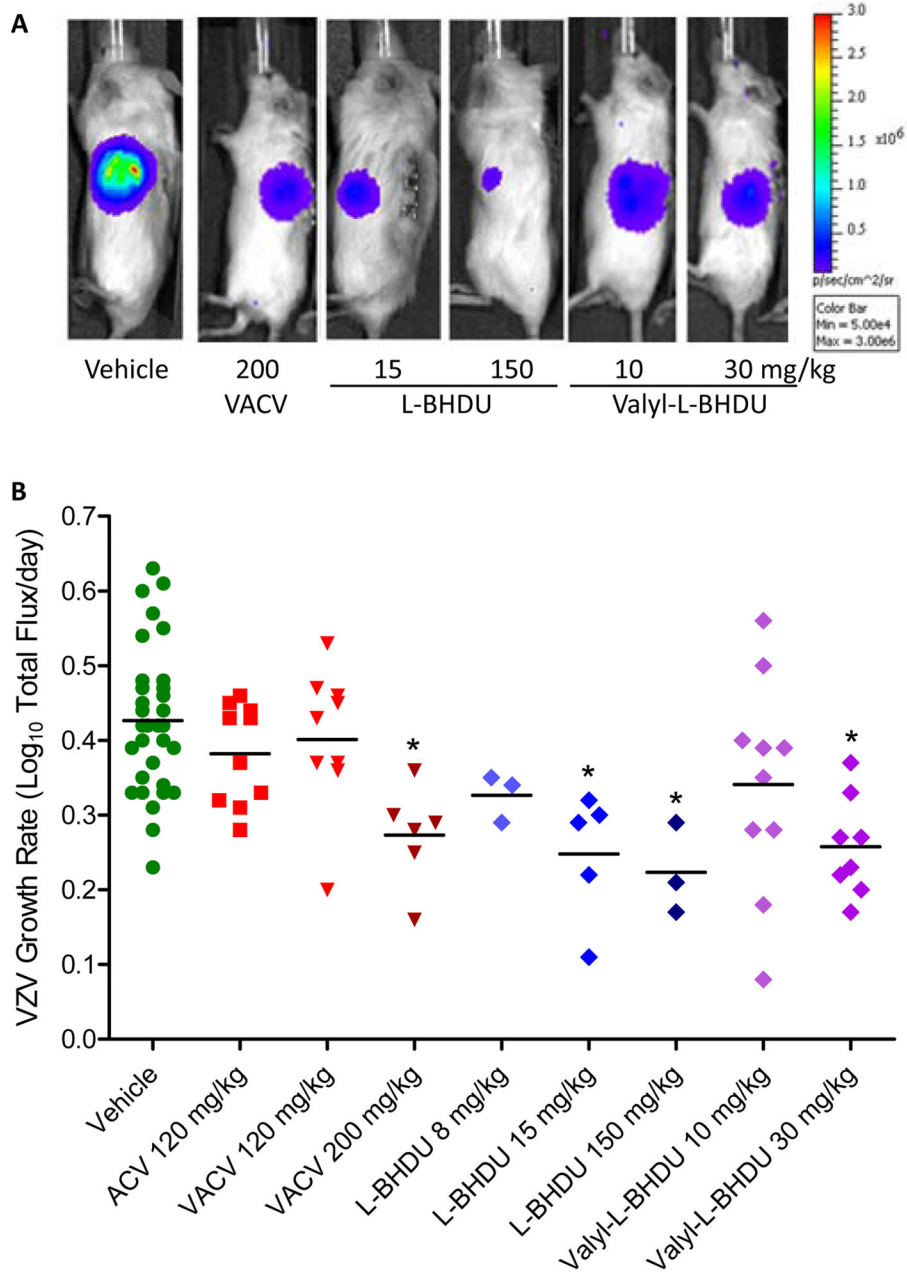 A
3.0
2.0
1.5
x10^6
1.0
0.5
p/sec/cm^2/sr
Color Bar
Min = 5.00e4
Max = 3.00e6
Vehicle 200 15 150 10 30 mg/kg
VACV L-BHDU Valyl-L-BHDU
B
VZV Growth Rate (Log10 Total Flux/day)
0.7
0.6
0.5
0.4
0.3
0.2
0.1
0.0
* * * *
Vehicle
ACV 120 mg/kg
VACV 120 mg/kg
VACV 200 mg/kg
L-BHDU 8 mg/kg
L-BHDU 15 mg/kg
L-BHDU 150 mg/kg
Valyl-L-BHDU 10 mg/kg
Valyl-L-BHDU 30 mg/kg